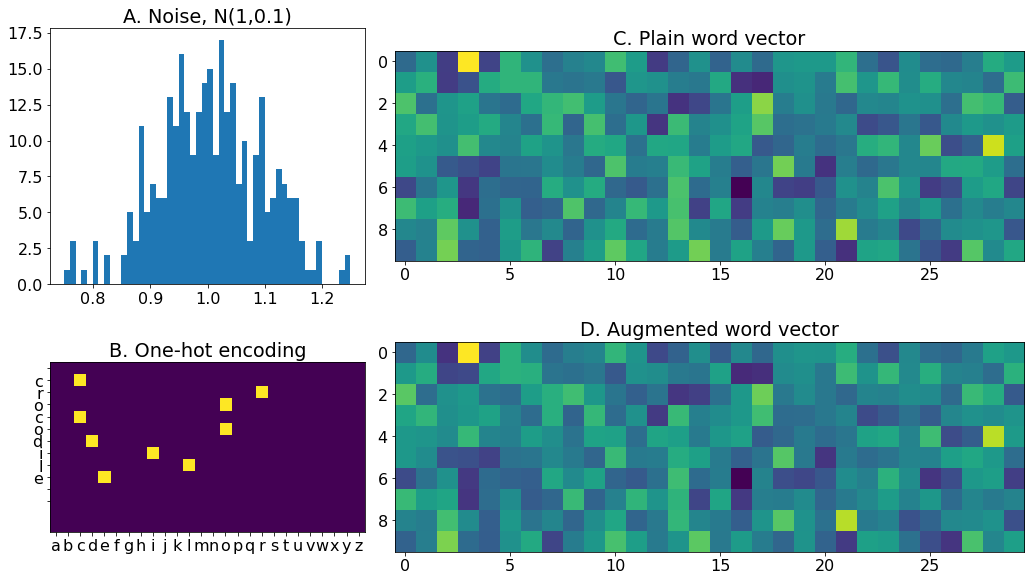 A. Noise, N(1,0.1)
17.5
15.0
12.5
10.0
7.5
5.0
2.5
0.0
0.8 0.9 1.0 1.1 1.2
B. One-hot encoding
c
r
o
c
o
d
i
l
e
a b c d e f g h i j k l m n o p q r s t u v w x y z
C. Plain word vector
0
2
4
6
8
0 5 10 15 20 25
D. Augmented word vector
0
2
4
6
8
0 5 10 15 20 25